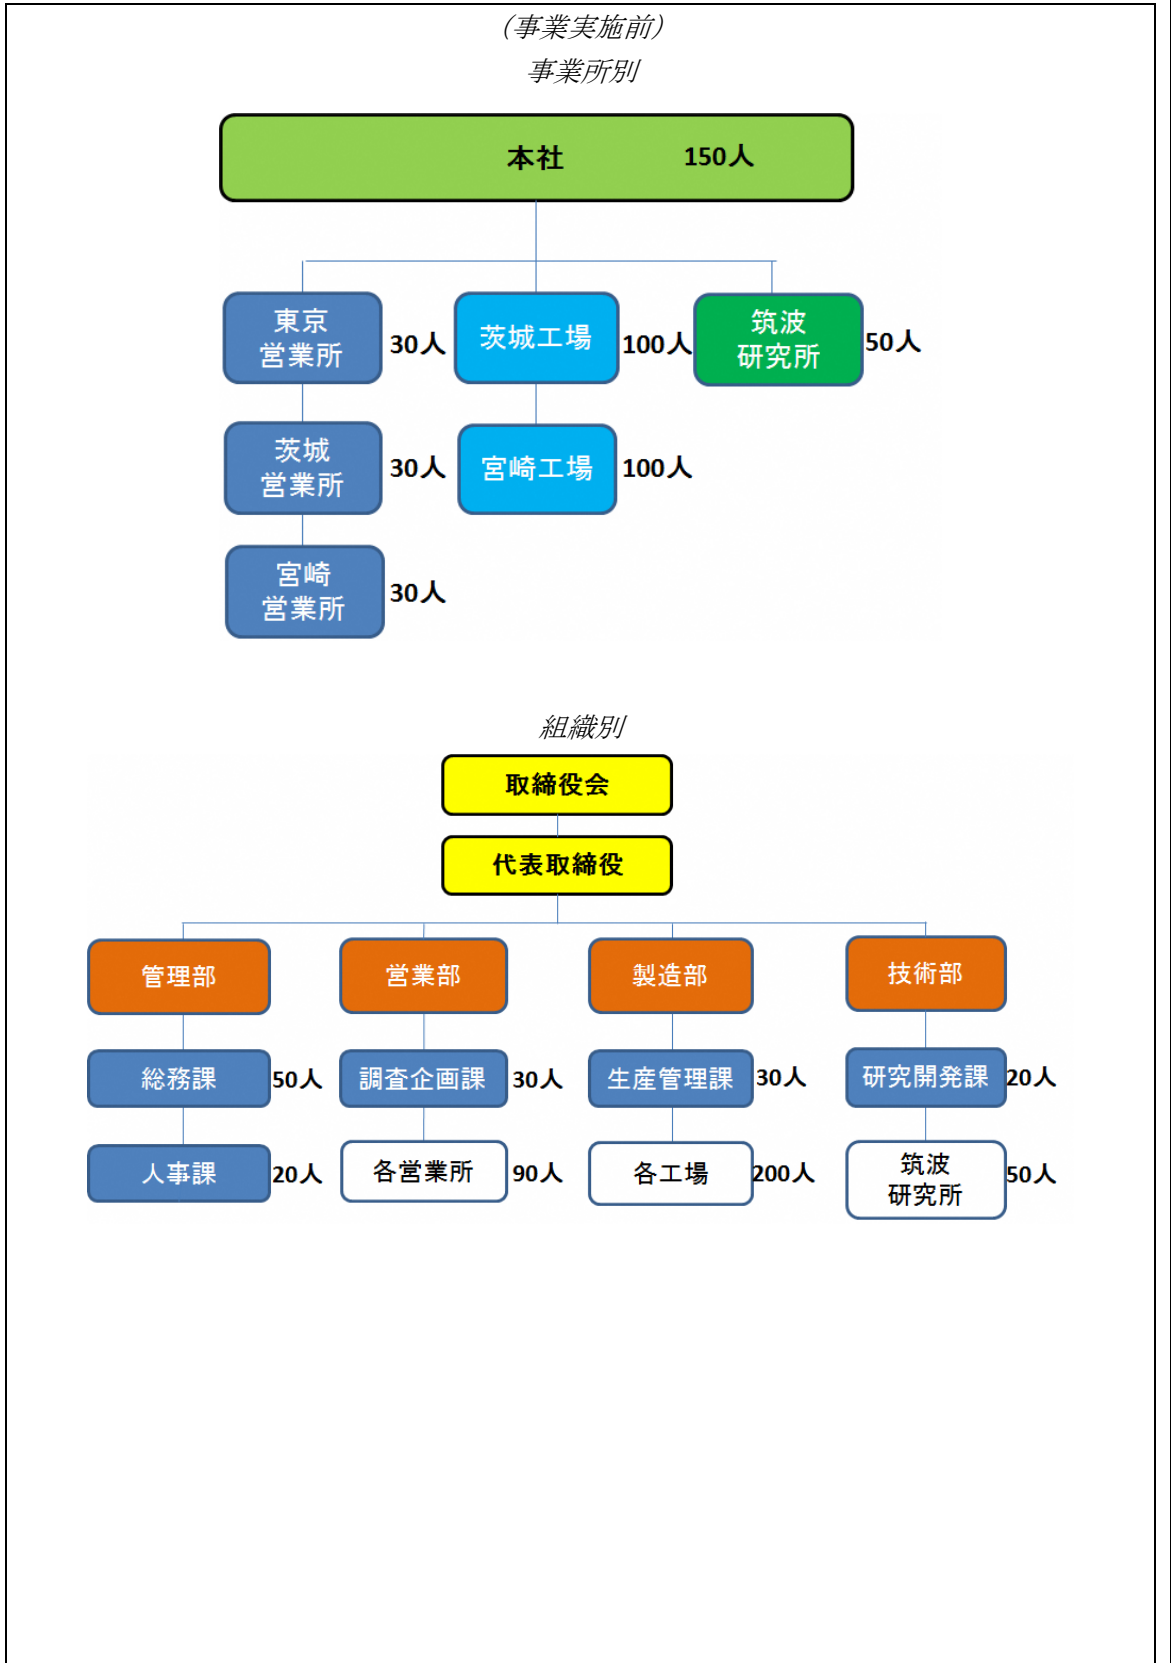 (事業実施前)
事業所別
本社 150人
東京
営業所
30人
茨城工場
100人
筑波
研究所
50人
茨城
営業所
30人
宮崎工場
100人
宮崎
営業所
30人
組織別
取締役会
代表取締役
管理部
営業部
製造部
技術部
総務課 50人
調査企画課 30人
生産管理課 30人
研究開発課 20人
人事課 20人
各営業所 90人
各工場 200人
筑波
研究所
50人